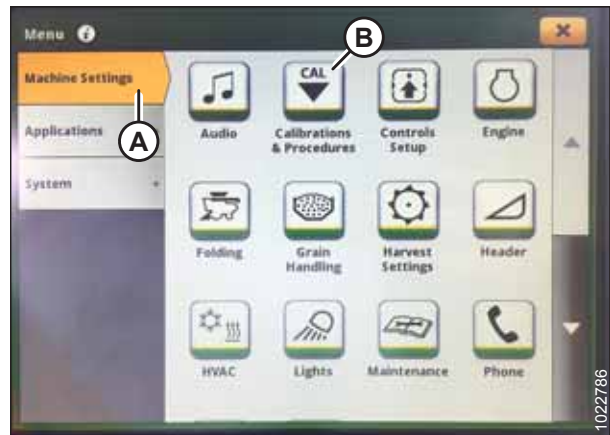 Menu i
B
Machine Settings
A
Applications
System
CAL
Audio
Calibrations
& Procedures
Controls
Setup
Engine
Folding
Grain
Handling
Harvest
Settings
Header
HVAC
Lights
Maintenance
Phone
1022786